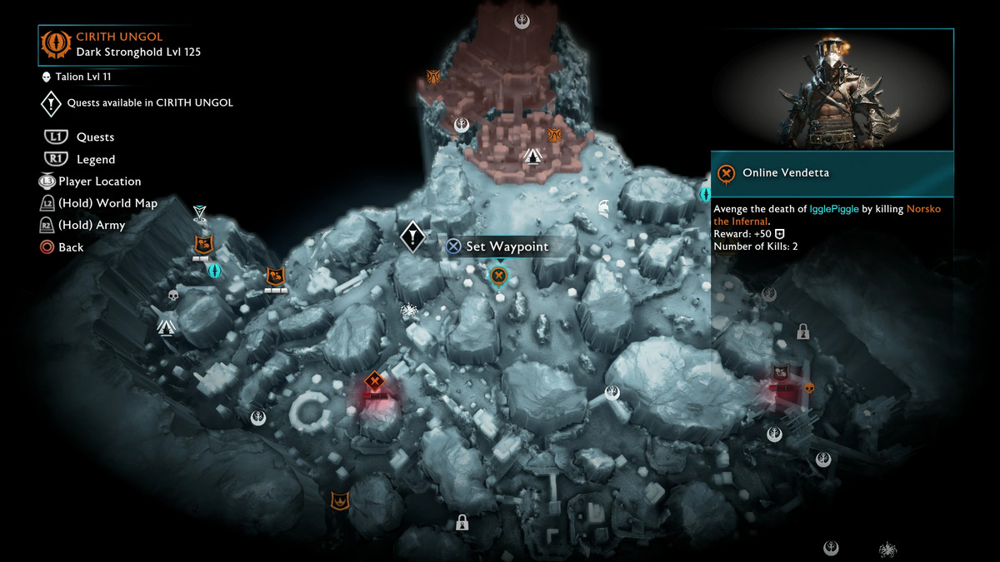 CIRITH UNGOL
Dark Stronghold Lvl 125
Talion Lvl 11
Quests available in CIRITH UNGOL
L1 Quests
R1 Legend
L3 Player Location
L2 (Hold) World Map
R2 (Hold) Army
Back
Set Waypoint
Online Vendetta
Avenge the death of IgglePiggle by killing Norsko
the Infernal.
Reward: +50
Number of Kills: 2